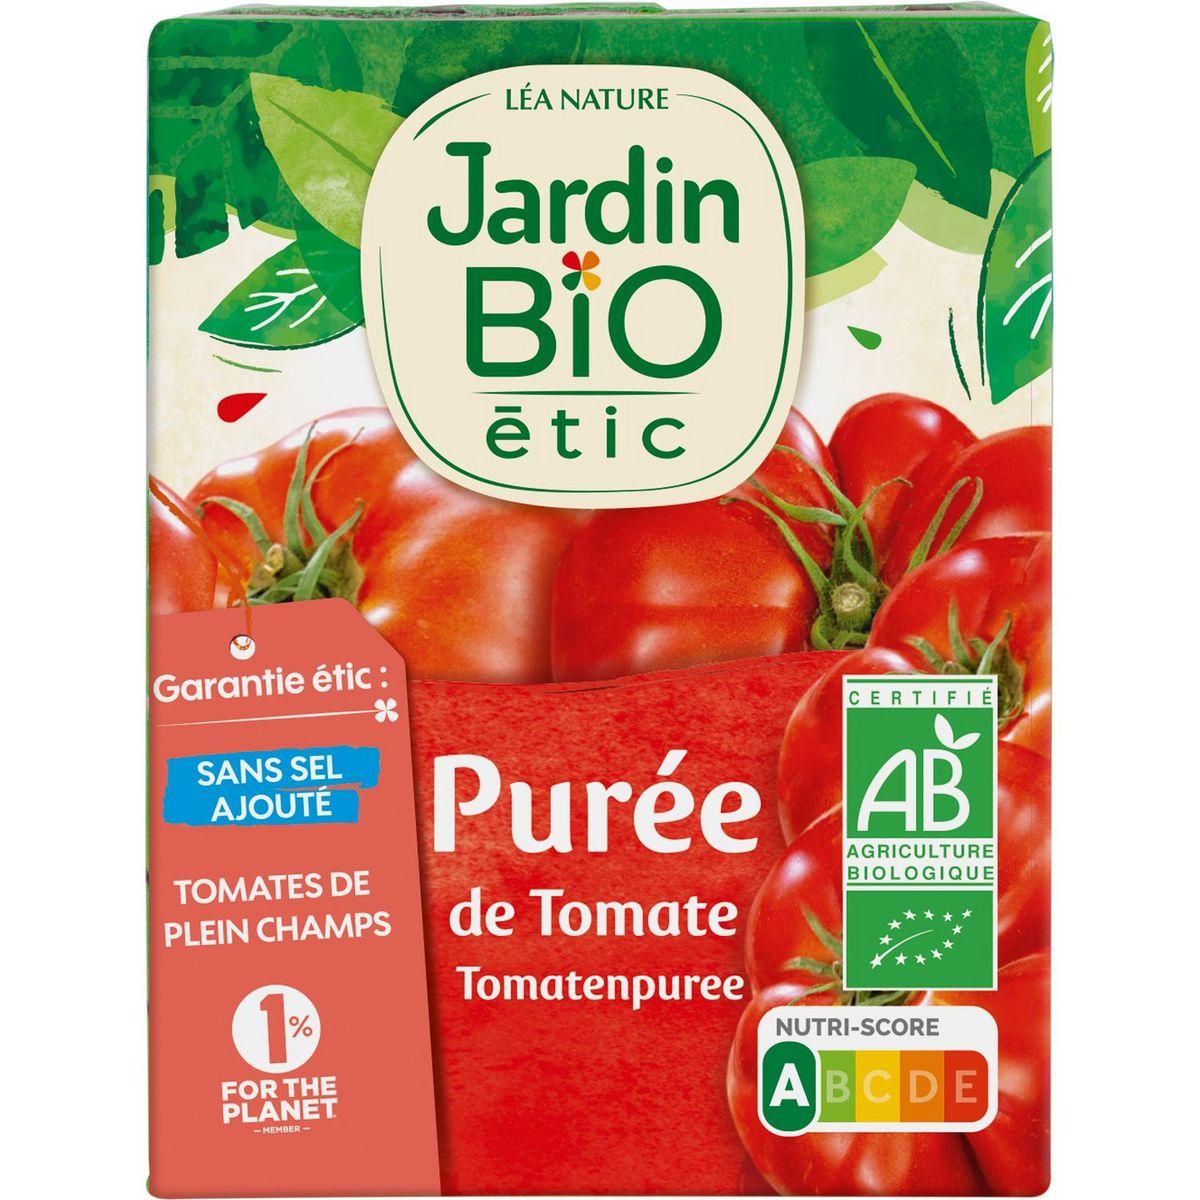 LÉA NATURE
Jardin
BiO
ētic
Garantie étic :
SANS SEL
AJOUTÉ
TOMATES DE
PLEIN CHAMPS
1%
FOR THE
PLANET
MEMBER
Purée
de Tomate
Tomatenpuree
CERTIFIÉ
AB
AGRICULTURE
BIOLOGIQUE
NUTRI-SCORE
A B C D E